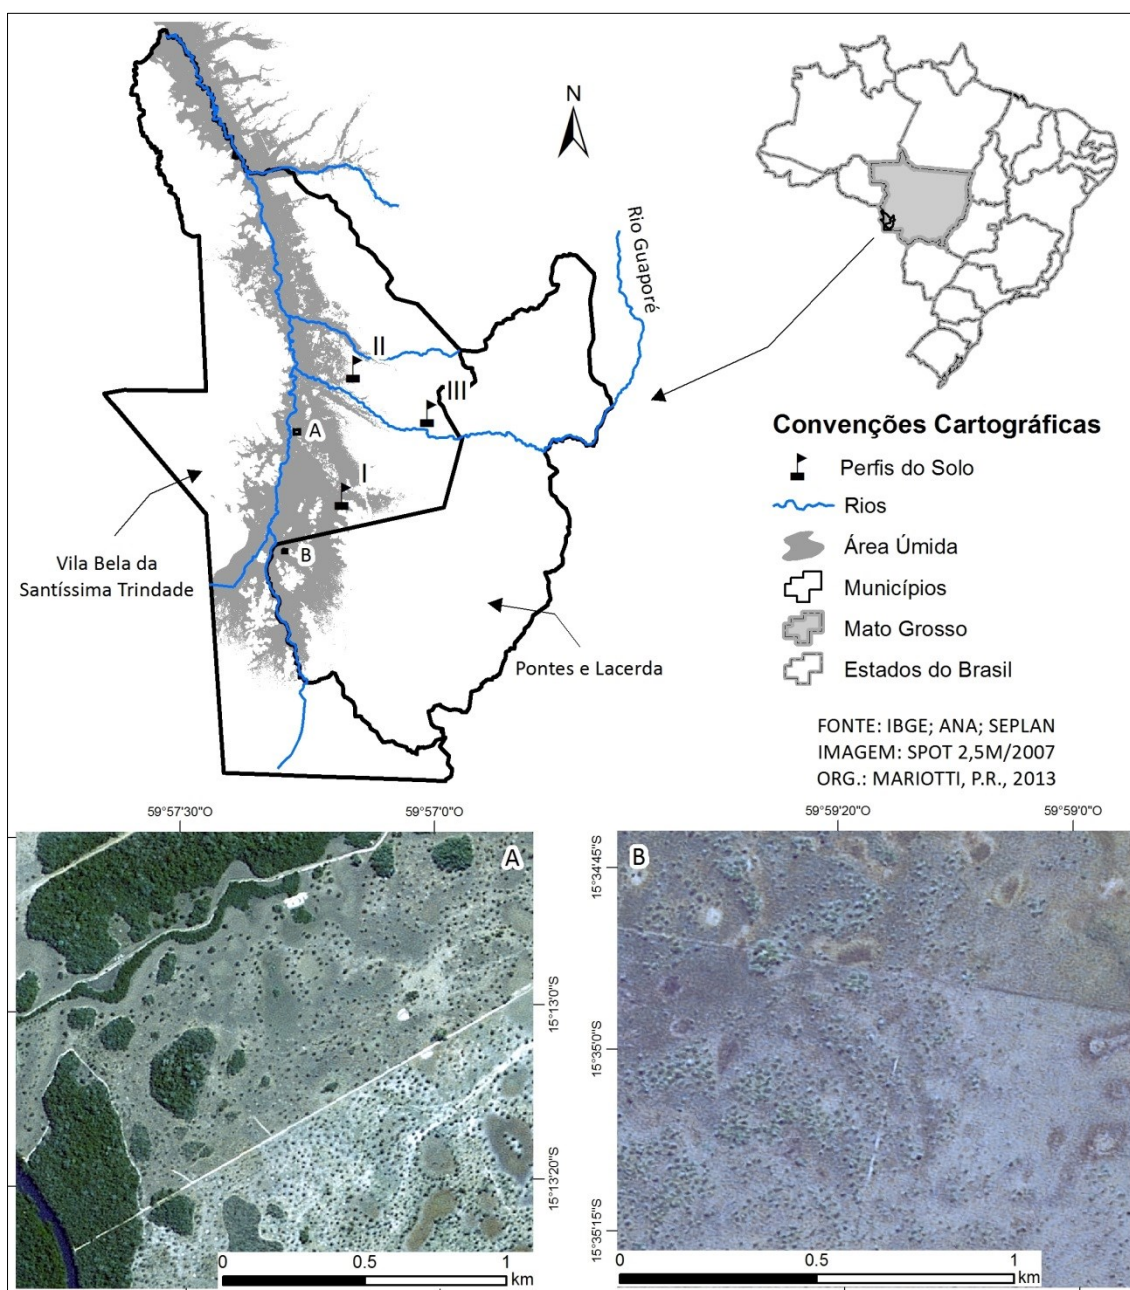 N
Rio Guaporé
II
III
A
I
B
Vila Bela da
Santíssima Trindade
Pontes e Lacerda
Convenções Cartográficas
Perfis do Solo
Rios
Área Úmida
Municípios
Mato Grosso
Estados do Brasil
FONTE: IBGE; ANA; SEPLAN
IMAGEM: SPOT 2,5M/2007
ORG.: MARIOTTI, P.R., 2013
59°57'30"O
59°57'0"O
59°59'20"O
59°59'0"O
A
15°13'0"S
15°13'20"S
0
0.5
1
km
B
15°34'45"S
15°35'0"S
15°35'15"S
0
0.5
1
km